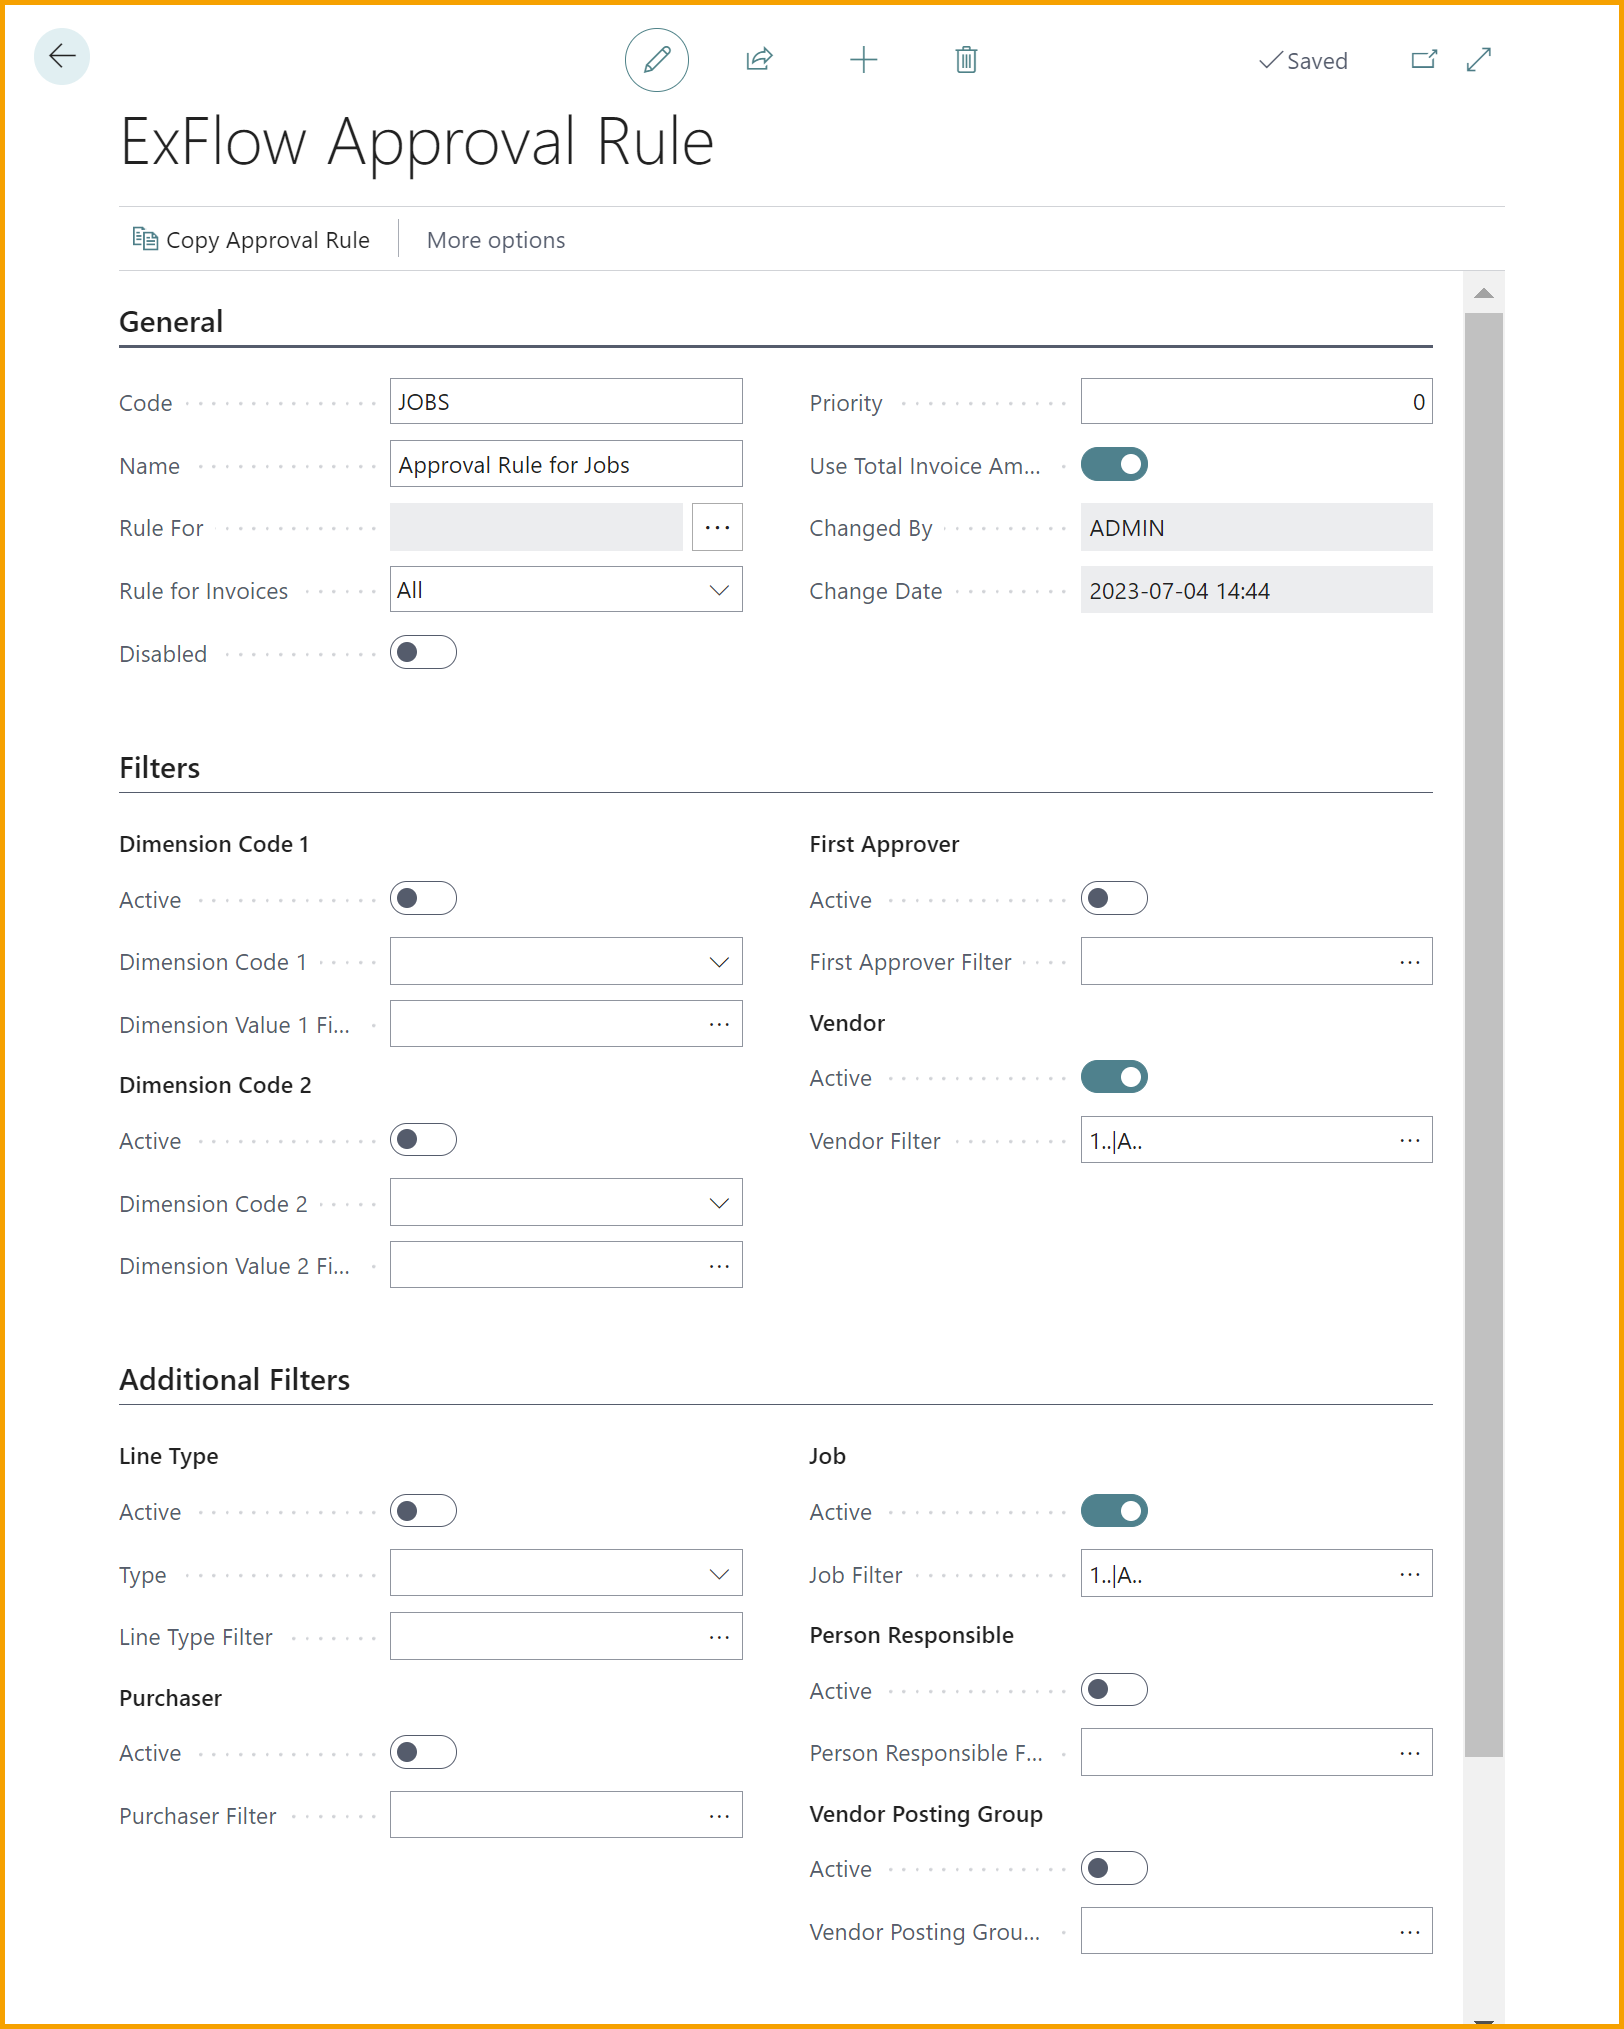 Saved
ExFlow Approval Rule
Copy Approval Rule
More options
General
Code
JOBS
Name
Approval Rule for Jobs
Rule For
Rule for Invoices
All
Disabled
Priority
0
Use Total Invoice Am...
Changed By
ADMIN
Change Date
2023-07-04 14:44
Filters
Dimension Code 1
Active
Dimension Code 1
Dimension Value 1 Fi...
Dimension Code 2
Active
Dimension Code 2
Dimension Value 2 Fi...
First Approver
Active
First Approver Filter
Vendor
Active
Vendor Filter
1..|A..
Additional Filters
Line Type
Active
Type
Line Type Filter
Purchaser
Active
Purchaser Filter
Job
Active
Job Filter
1..|A..
Person Responsible
Active
Person Responsible F...
Vendor Posting Group
Active
Vendor Posting Grou...